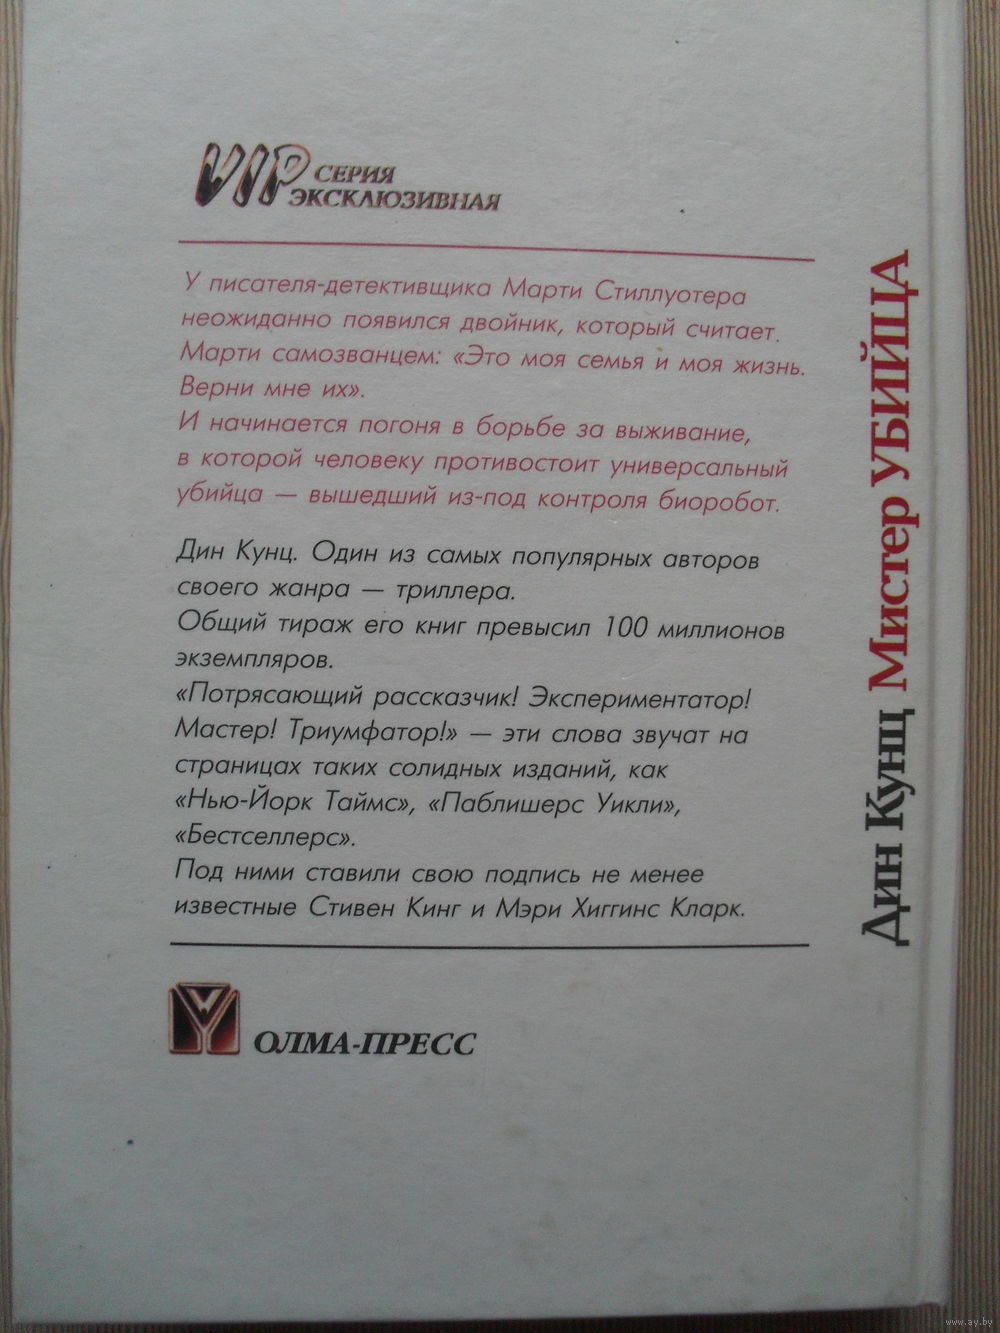 VIP СЕРИЯ
ЭКСКЛЮЗИВНАЯ
У писателя-детективщика Марти Стиллуотера
неожиданно появился двойник, который считает
Марти самозванцем: «Это моя семья и моя жизнь.
Верни мне их».
И начинается погоня в борьбе за выживание,
в которой человеку противостоит универсальный
убийца — вышедший из-под контроля биоробот.
Дин Кунц. Один из самых популярных авторов
своего жанра — триллера.
Общий тираж его книг превысил 100 миллионов
экземпляров.
«Потрясающий рассказчик! Экспериментатор!
Мастер! Триумфатор!» — эти слова звучат на
страницах таких солидных изданий, как
«Нью-Йорк Таймс», «Паблишерс Уикли»,
«Бестселлерс».
Под ними ставили свою подпись не менее
известные Стивен Кинг и Мэри Хиггинс Кларк.
ОЛМА-ПРЕСС
Дин Кунц Мистер УБИЙЦА
www.ay.by